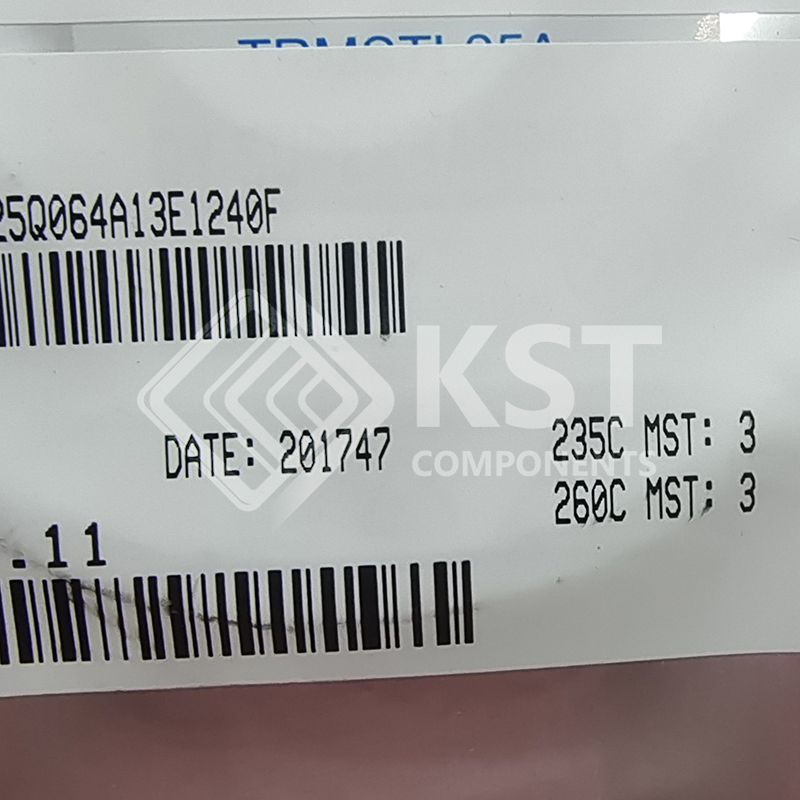 25Q064A13E1240F
KST
COMPONENTS
DATE: 201747
235C MST: 3
260C MST: 3
.11